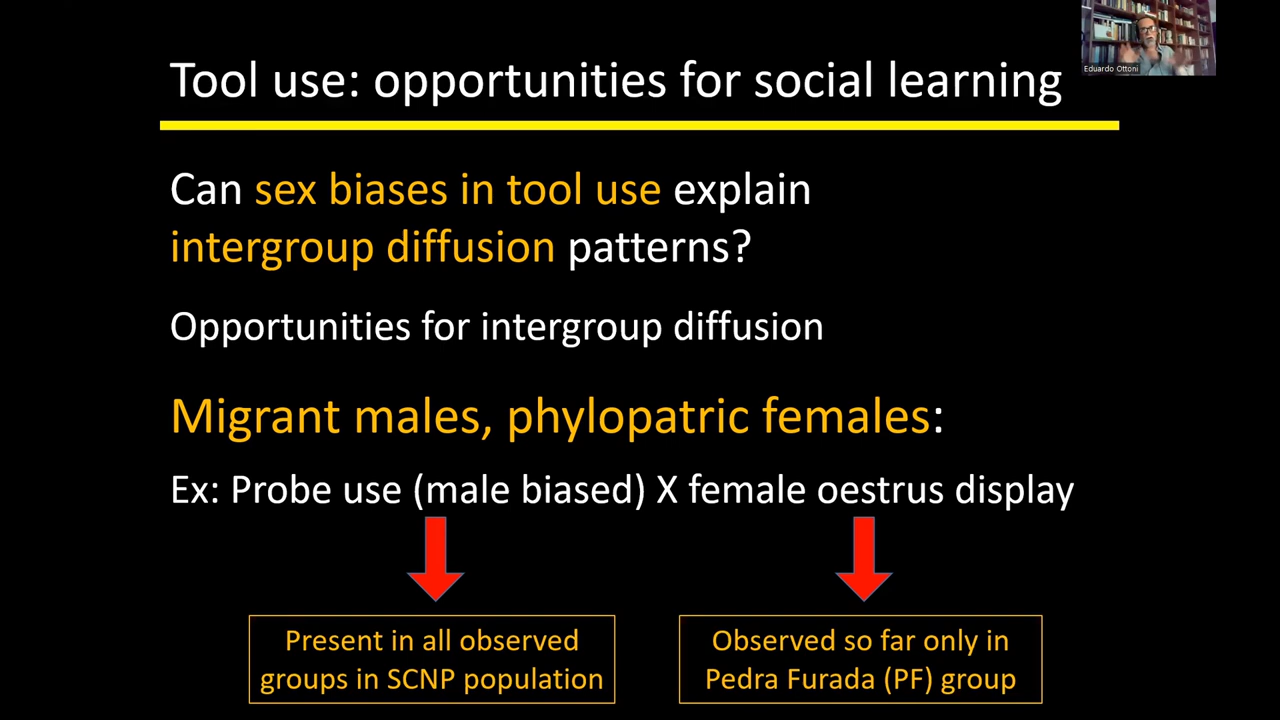 Eduardo Ottoni
Tool use: opportunities for social learning
Can sex biases in tool use explain
intergroup diffusion patterns?
Opportunities for intergroup diffusion
Migrant males, phylopatric females:
Ex: Probe use (male biased) X female oestrus display
Present in all observed
groups in SCNP population
Observed so far only in
Pedra Furada (PF) group